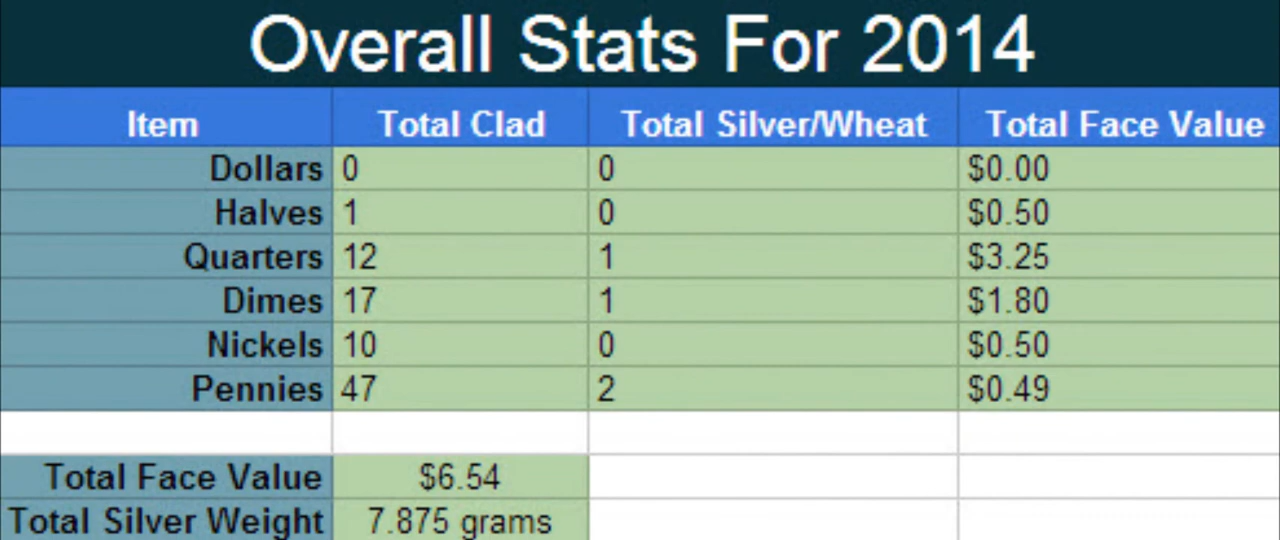 Overall Stats For 2014
Item Total Clad Total Silver/Wheat Total Face Value
Dollars 0 0 $0.00
Halves 1 0 $0.50
Quarters 12 1 $3.25
Dimes 17 1 $1.80
Nickels 10 0 $0.50
Pennies 47 2 $0.49
Total Face Value $6.54
Total Silver Weight 7.875 grams